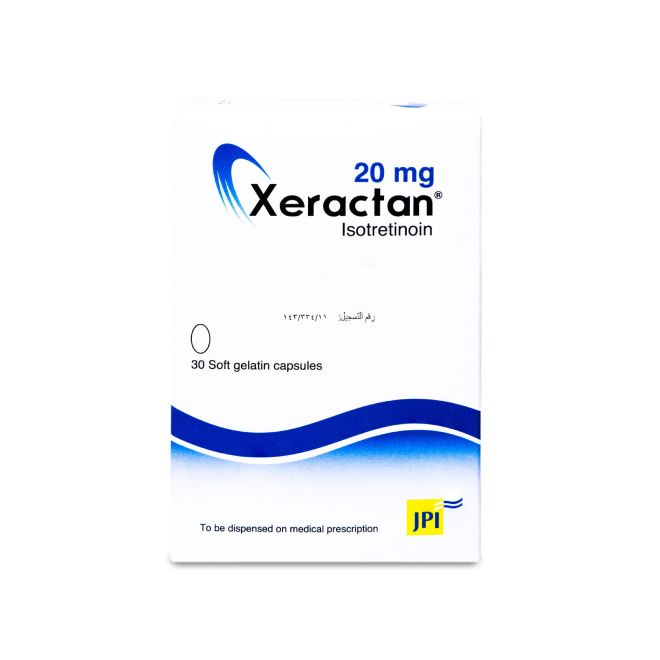 20 mg
Xeractan®
Isotretinoin
رقم التسجيل: ١٤٣/٣٣٤/١١
30 Soft gelatin capsules
To be dispensed on medical prescription
JPI